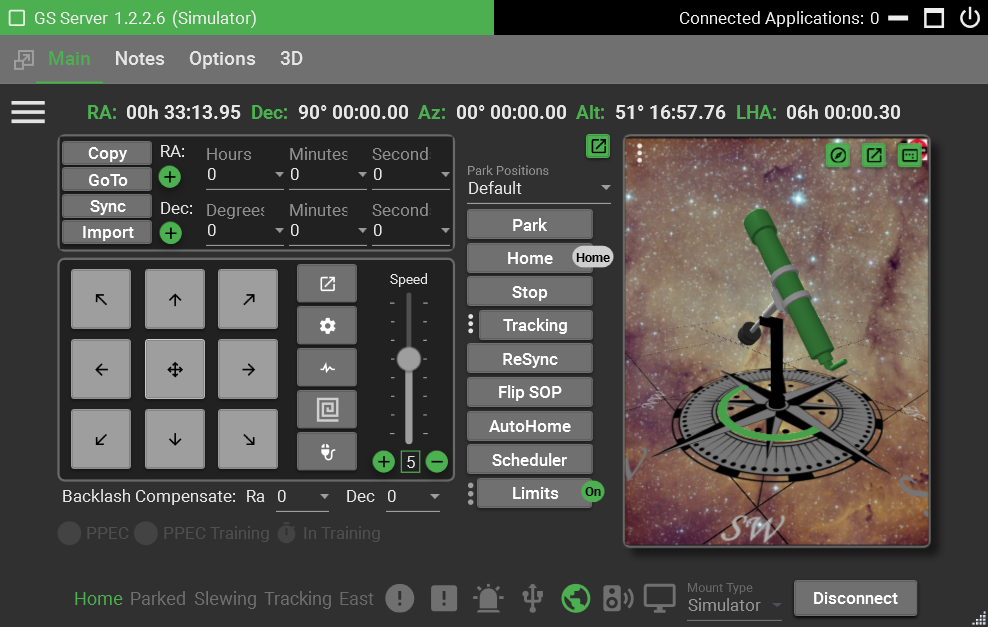 GS Server 1.2.2.6 (Simulator) Connected Applications: 0
Main Notes Options 3D
RA: 00h 33:13.95 Dec: 90° 00:00.00 Az: 00° 00:00.00 Alt: 51° 16:57.76 LHA: 06h 00:00.30
Copy RA: Hours Minutes Second
GoTo 0 0 0
Sync Dec: Degrees Minutes Second
Import 0 0 0
Speed
5
Backlash Compensate: Ra 0 Dec 0
PPEC PPEC Training In Training
Park Positions
Default
Park
Home Home
Stop
Tracking
ReSync
Flip SOP
AutoHome
Scheduler
Limits On
SW
S
Home Parked Slewing Tracking East
Mount Type
Simulator
Disconnect